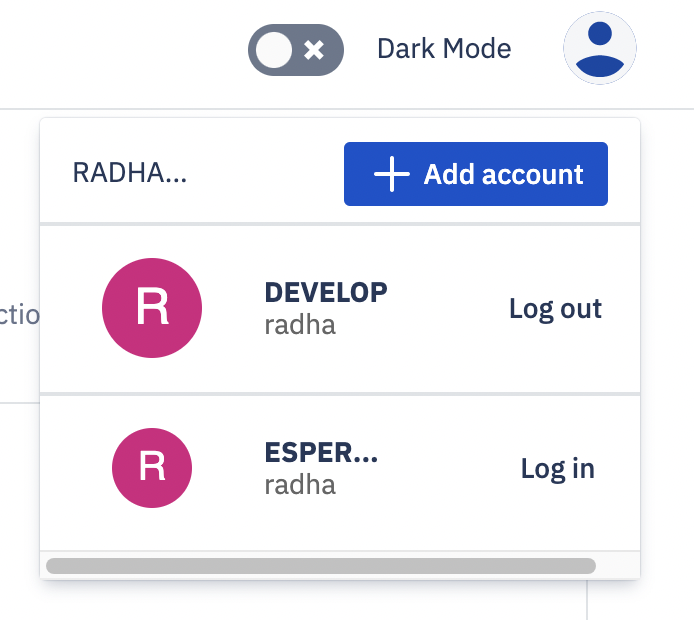 Dark Mode
RADHA...
Add account
R
DEVELOP
radha
Log out
R
ESPER...
radha
Log in
ctio